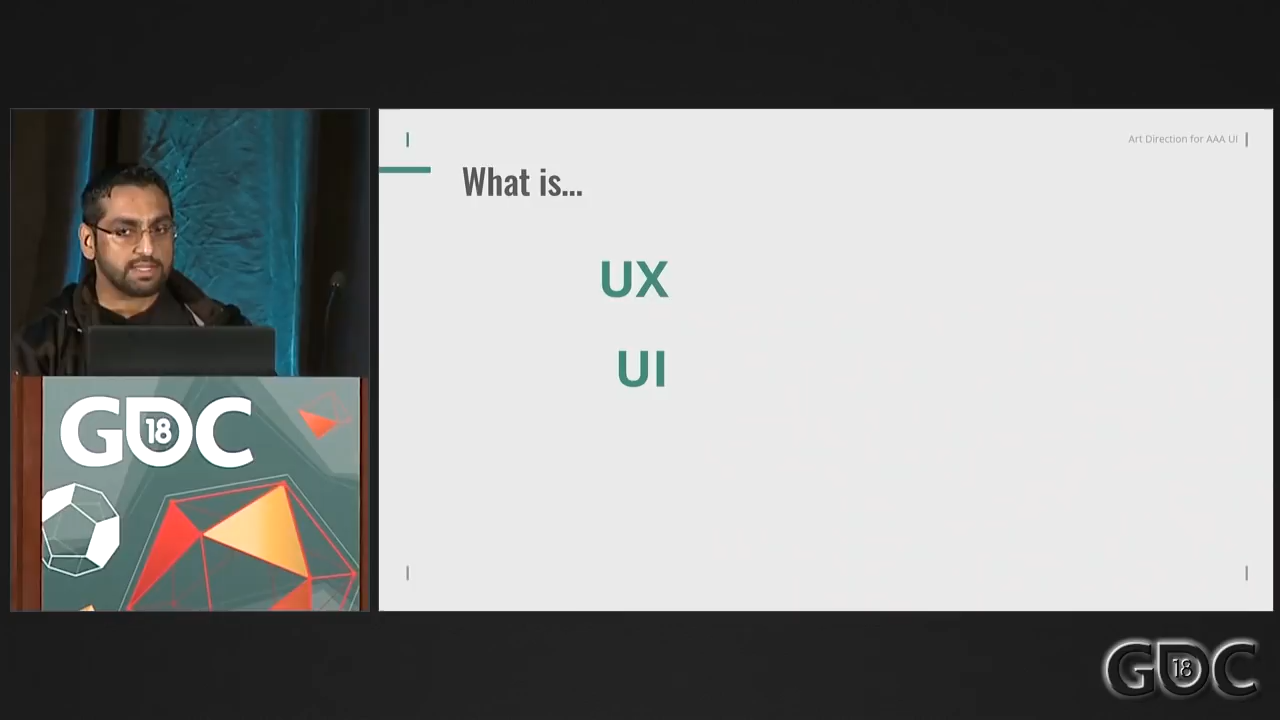 Art Direction for AAA UI
What is...
UX
UI
GDC
18
GDC
18